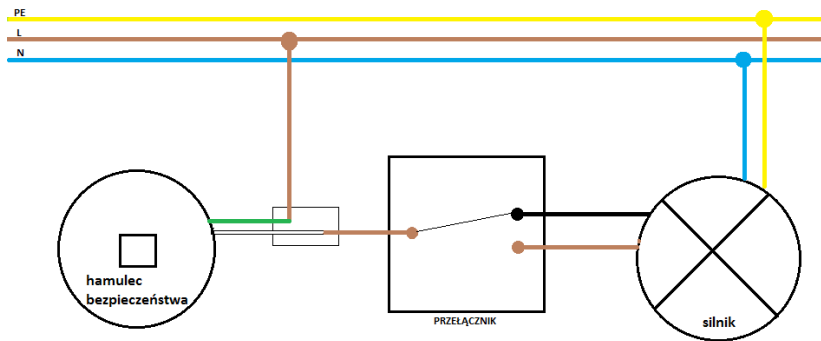 PE
L
N
hamulec
bezpieczeństwa
PRZEŁĄCZNIK
silnik